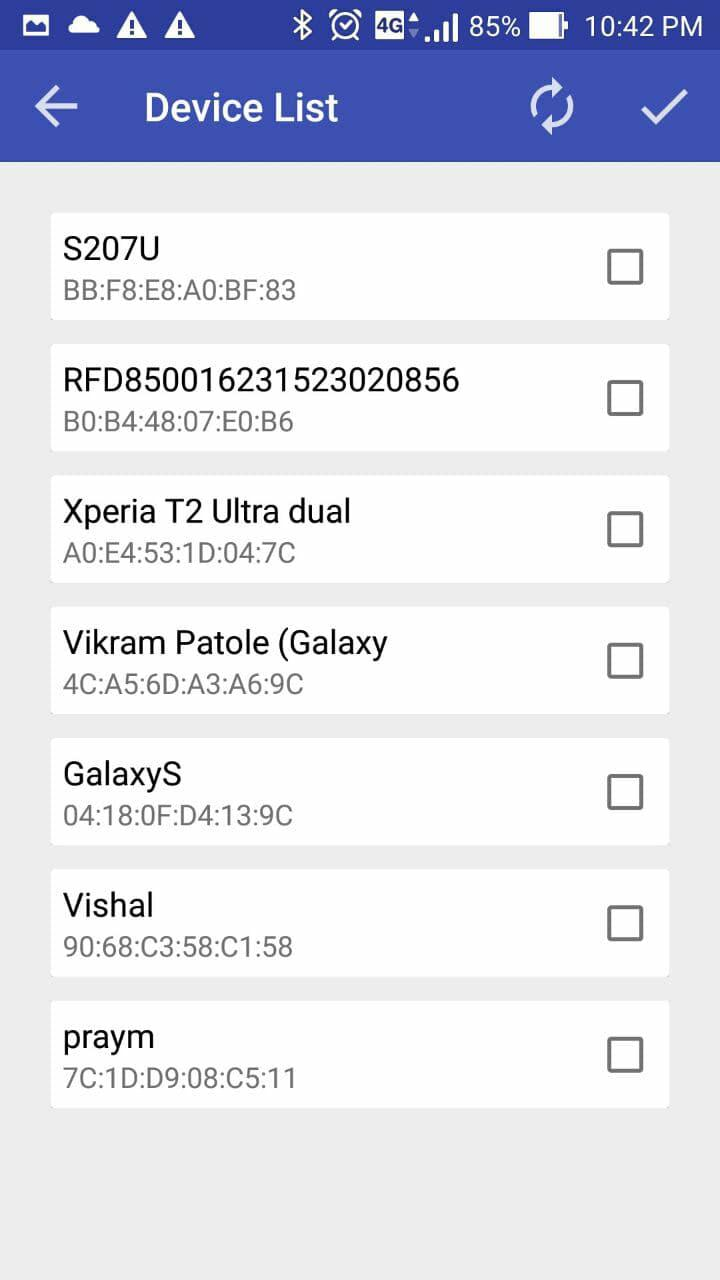 4G 85% 10:42 PM
Device List
S207U
BB:F8:E8:A0:BF:83
RFD850016231523020856
B0:B4:48:07:E0:B6
Xperia T2 Ultra dual
A0:E4:53:1D:04:7C
Vikram Patole (Galaxy
4C:A5:6D:A3:A6:9C
GalaxyS
04:18:0F:D4:13:9C
Vishal
90:68:C3:58:C1:58
praym
7C:1D:D9:08:C5:11